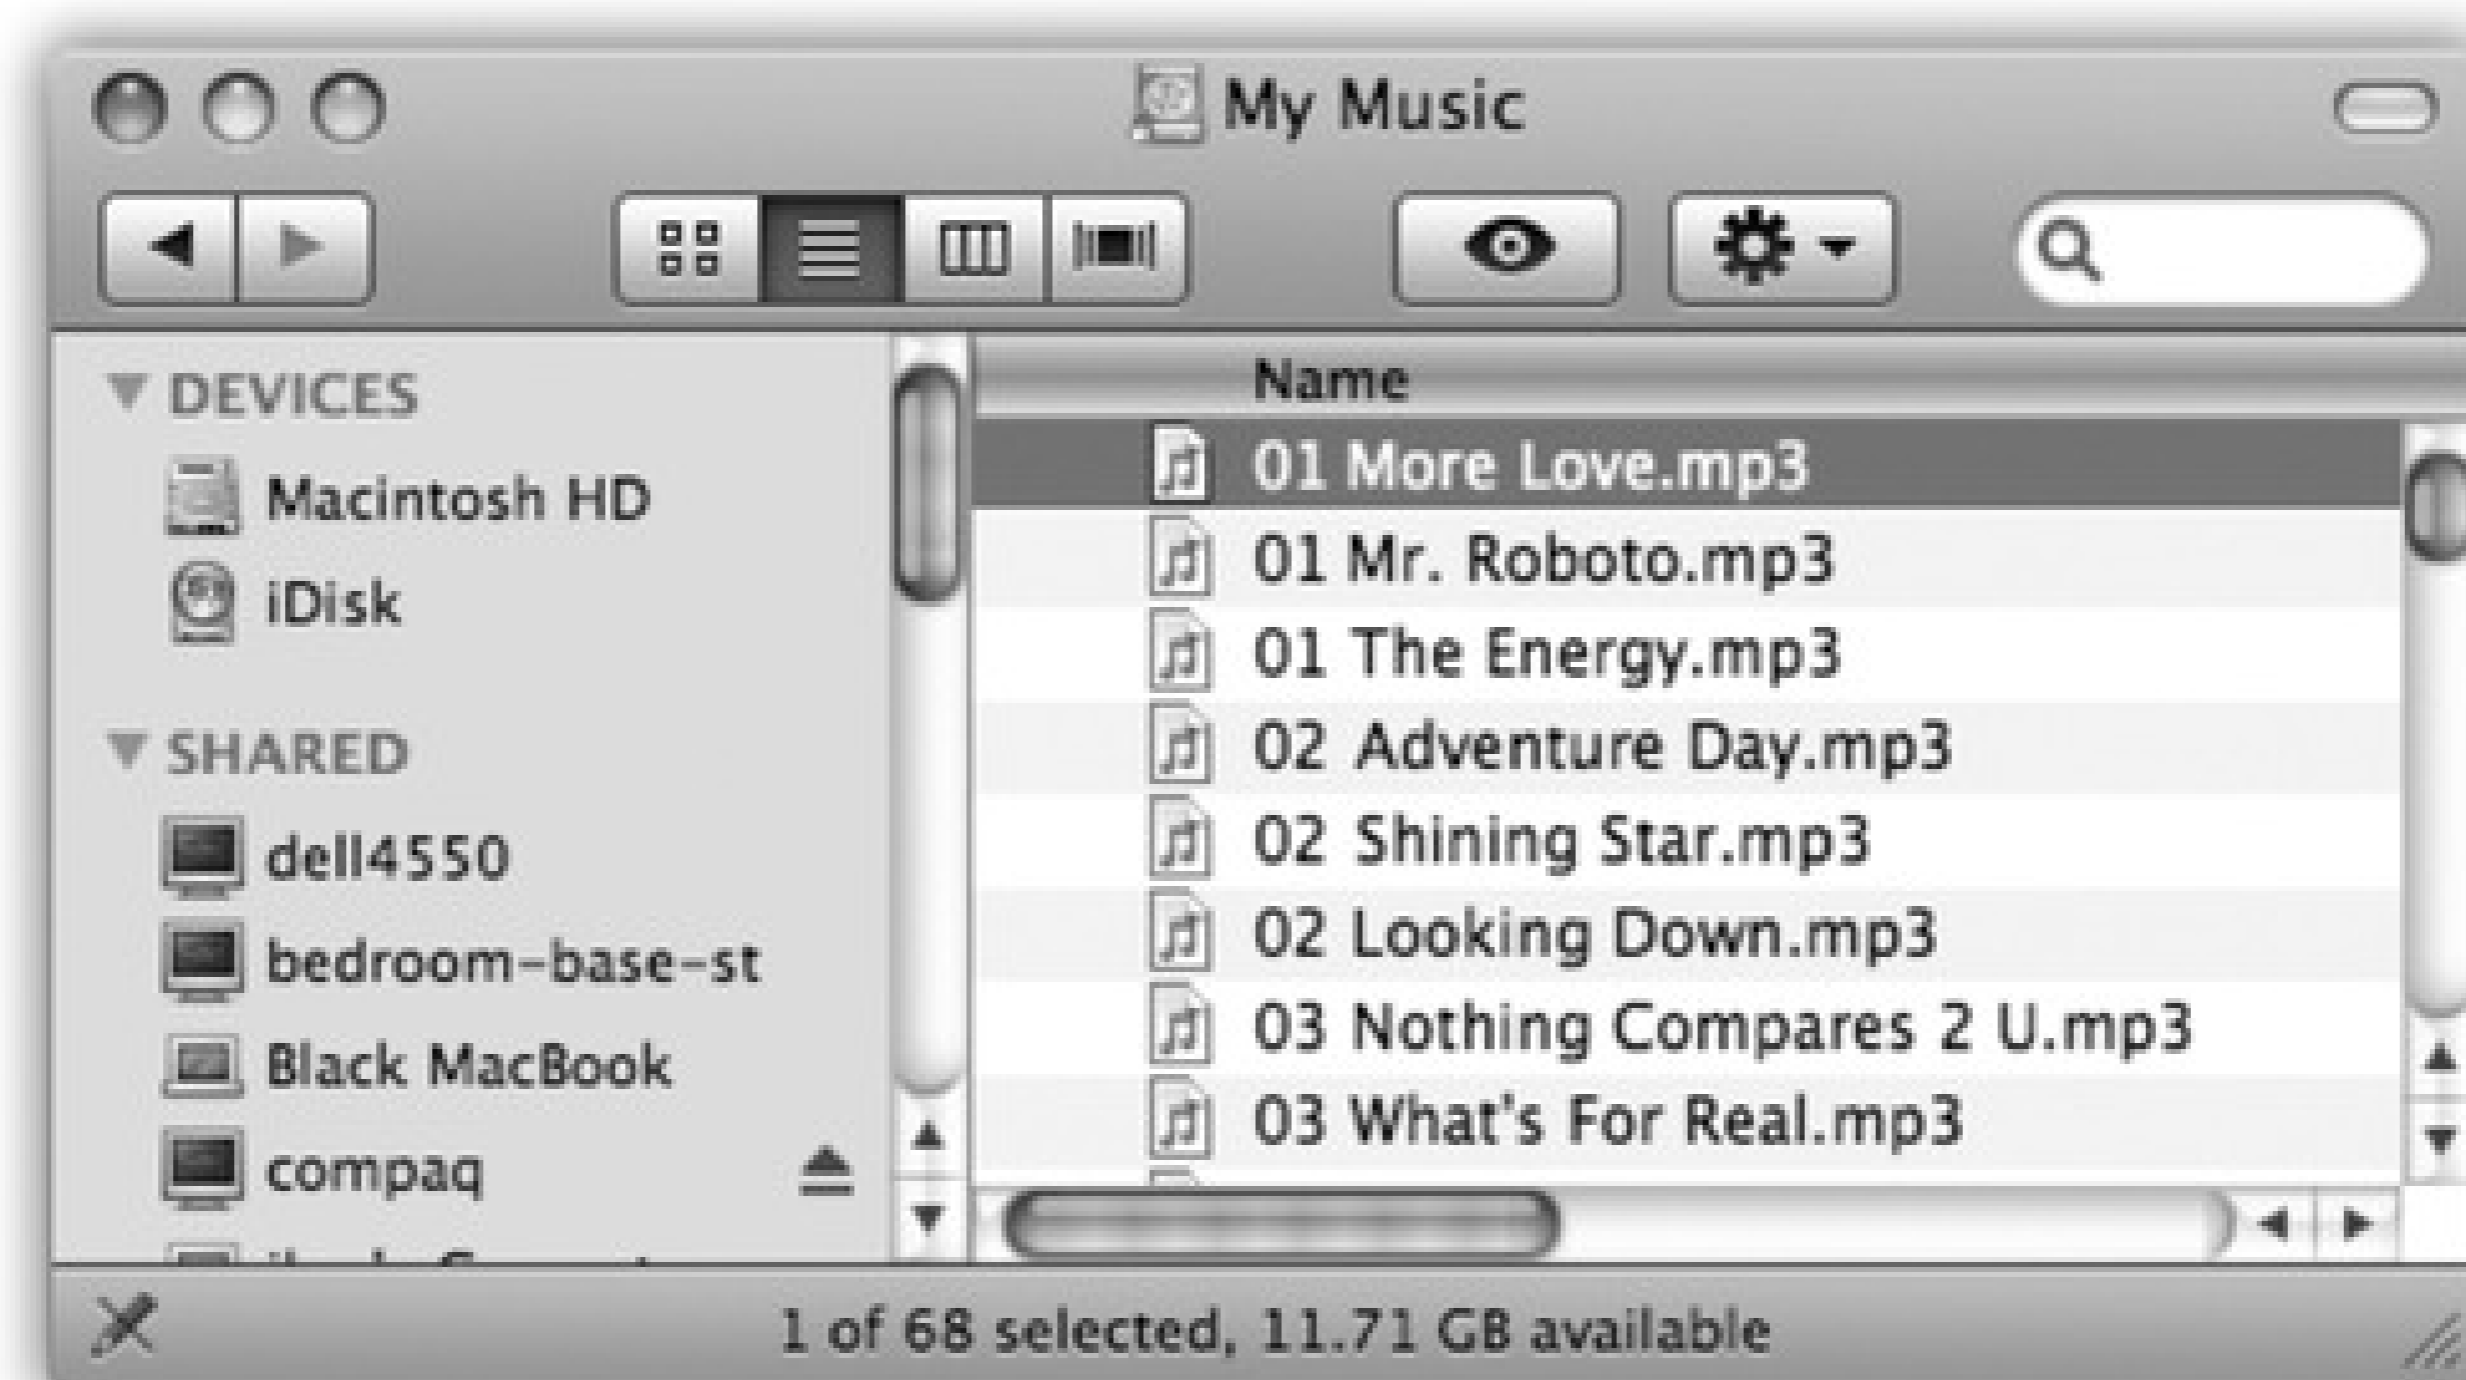 My Music
DEVICES
Macintosh HD
iDisk
SHARED
dell4550
bedroom-base-st
Black MacBook
compaq
Name
01 More Love.mp3
01 Mr. Roboto.mp3
01 The Energy.mp3
02 Adventure Day.mp3
02 Shining Star.mp3
02 Looking Down.mp3
03 Nothing Compares 2 U.mp3
03 What's For Real.mp3
1 of 68 selected, 11.71 GB available